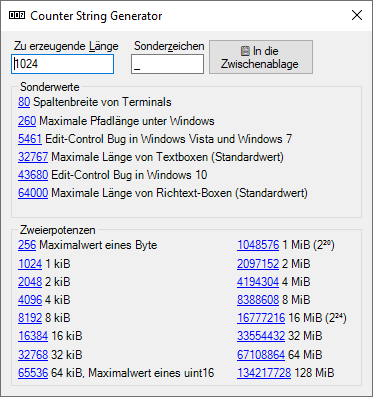 Counter String Generator
Zu erzeugende Länge
Sonderzeichen
1024
_
In die
Zwischenablage
Sonderwerte
80 Spaltenbreite von Terminals
260 Maximale Pfadlänge unter Windows
5461 Edit-Control Bug in Windows Vista und Windows 7
32767 Maximale Länge von Textboxen (Standardwert)
43680 Edit-Control Bug in Windows 10
64000 Maximale Länge von Richtext-Boxen (Standardwert)
Zweierpotenzen
256 Maximalwert eines Byte
1024 1 kiB
2048 2 kiB
4096 4 kiB
8192 8 kiB
16384 16 kiB
32768 32 kiB
65536 64 kiB, Maximalwert eines uint16
1048576 1 MiB (2²⁰)
2097152 2 MiB
4194304 4 MiB
8388608 8 MiB
16777216 16 MiB (2²⁴)
33554432 32 MiB
67108864 64 MiB
134217728 128 MiB